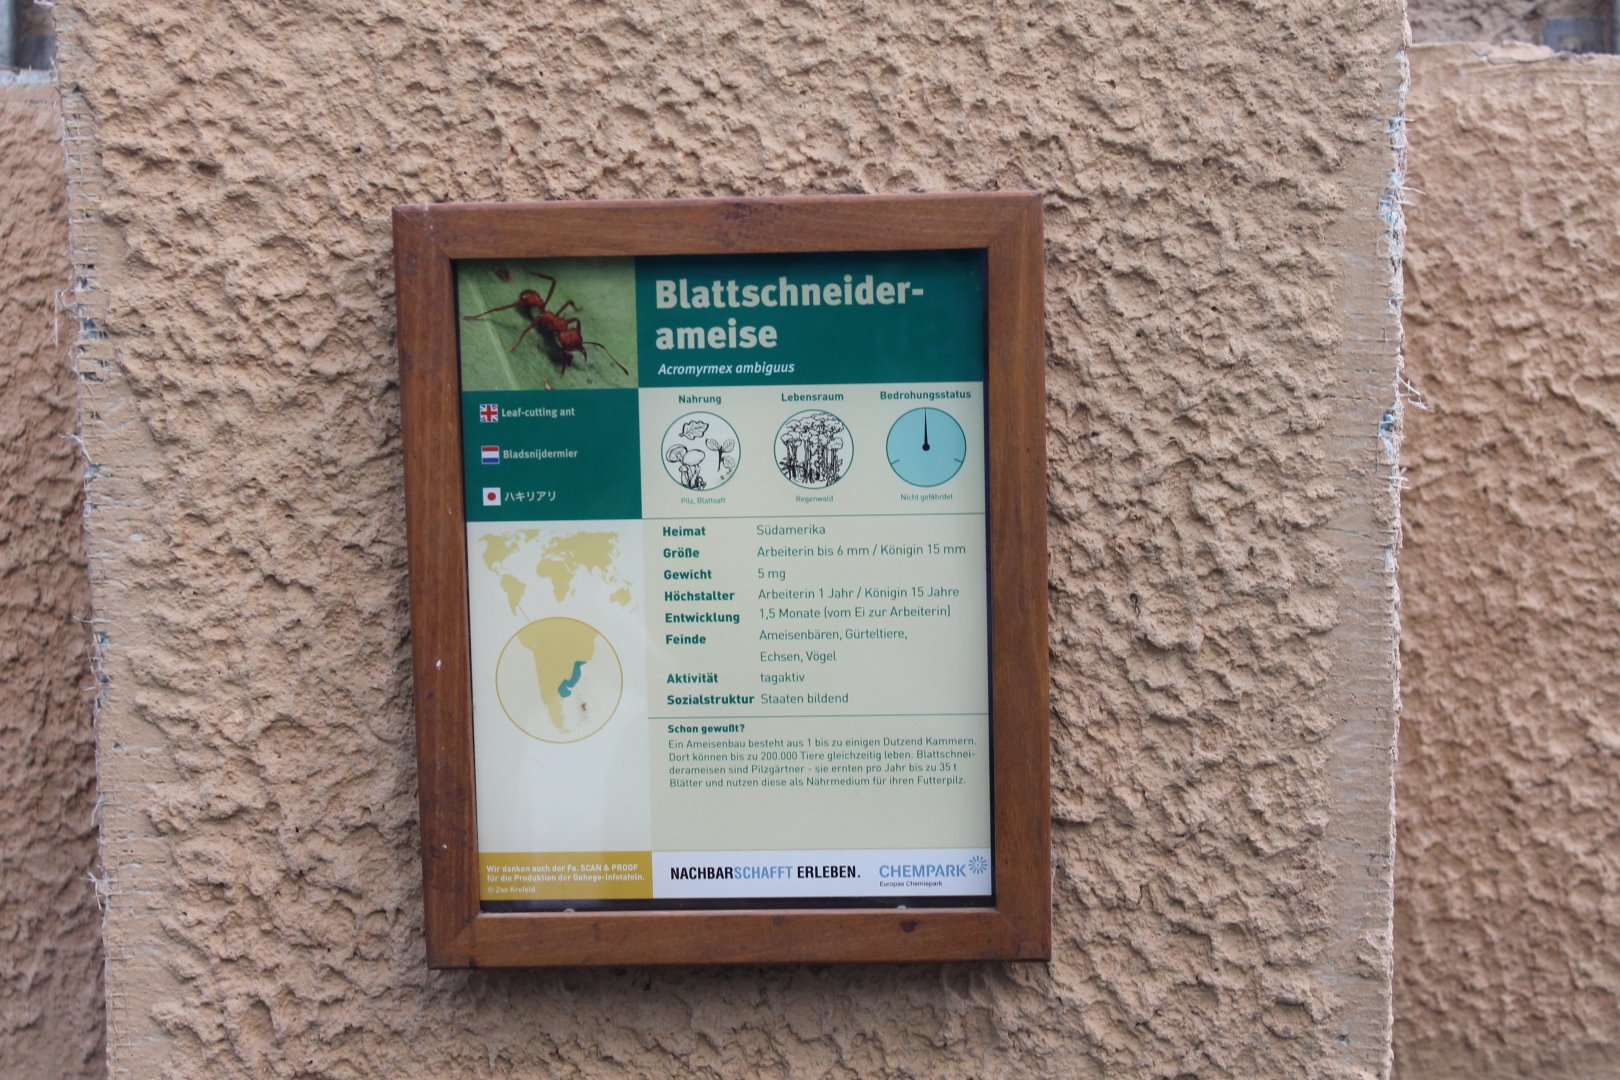 Blattschneider-
ameise
Acromyrmex ambiguus
Leaf-cutting ant
Bladsnijdermier
ハキリアリ
Nahrung
Pilz, Blattsaft
Lebensraum
Regenwald
Bedrohungsstatus
Nicht gefährdet
Heimat Südamerika
Größe Arbeiterin bis 6 mm / Königin 15 mm
Gewicht 5 mg
Höchstalter Arbeiterin 1 Jahr / Königin 15 Jahre
Entwicklung 1,5 Monate (vom Ei zur Arbeiterin)
Feinde Ameisenbären, Gürteltiere,
Echsen, Vögel
Aktivität tagaktiv
Sozialstruktur Staaten bildend
Schon gewußt?
Ein Ameisenbau besteht aus 1 bis zu einigen Dutzend Kammern.
Dort können bis zu 200.000 Tiere gleichzeitig leben. Blattschnei-
derameisen sind Pilzgärtner - sie ernten pro Jahr bis zu 35 t
Blätter und nutzen diese als Nährmedium für ihren Futterpilz.
Wir danken auch der Fa. SCAN & PROOF
für die Produktion der Gehege-Infotafeln.
© Zoo Krefeld
NACHBARSCHAFFT ERLEBEN.
CHEMPARK
Europas Chemiepark